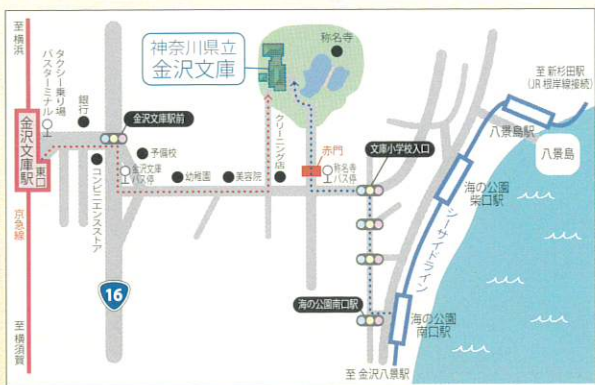 至 横浜
タクシー乗り場
バスターミナル
銀行
金沢文庫駅前
金沢文庫駅
東口
京急線
至 横須賀
コンビニエンスストア
予備校
金沢文庫
バス停
幼稚園
美容院
クリーニング店
16
神奈川県立
金沢文庫
称名寺
赤門
称名寺
バス停
文庫小学校入口
海の公園南口駅
至 新杉田駅
(JR 根岸線接続)
八景島駅
八景島
海の公園
柴口駅
シーサイドライン
海の公園
南口駅
至 金沢八景駅